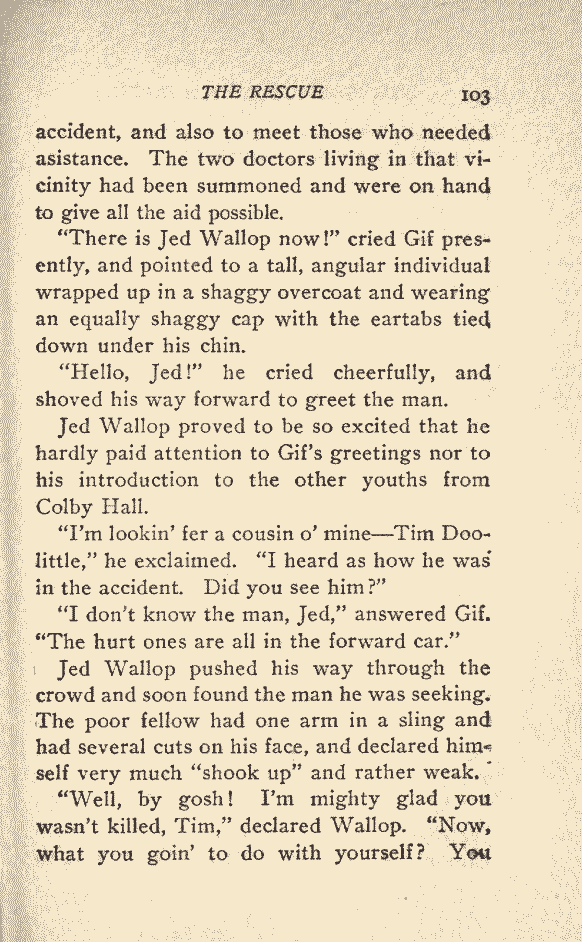 THE RESCUE 103
accident, and also to meet those who needed
asistance. The two doctors living in that vi-
cinity had been summoned and were on hand
to give all the aid possible.
"There is Jed Wallop now!" cried Gif pres-
ently, and pointed to a tall, angular individual
wrapped up in a shaggy overcoat and wearing
an equally shaggy cap with the eartabs tied
down under his chin.
"Hello, Jed!" he cried cheerfully, and
shoved his way forward to greet the man.
Jed Wallop proved to be so excited that he
hardly paid attention to Gif's greetings nor to
his introduction to the other youths from
Colby Hall.
"I'm lookin' fer a cousin o' mine—Tim Doo-
little," he exclaimed. "I heard as how he was
in the accident. Did you see him?"
"I don't know the man, Jed," answered Gif.
"The hurt ones are all in the forward car."
Jed Wallop pushed his way through the
crowd and soon found the man he was seeking.
The poor fellow had one arm in a sling and
had several cuts on his face, and declared him-
self very much "shook up" and rather weak.
"Well, by gosh! I'm mighty glad you
wasn't killed, Tim," declared Wallop. "Now,
what you goin' to do with yourself? You